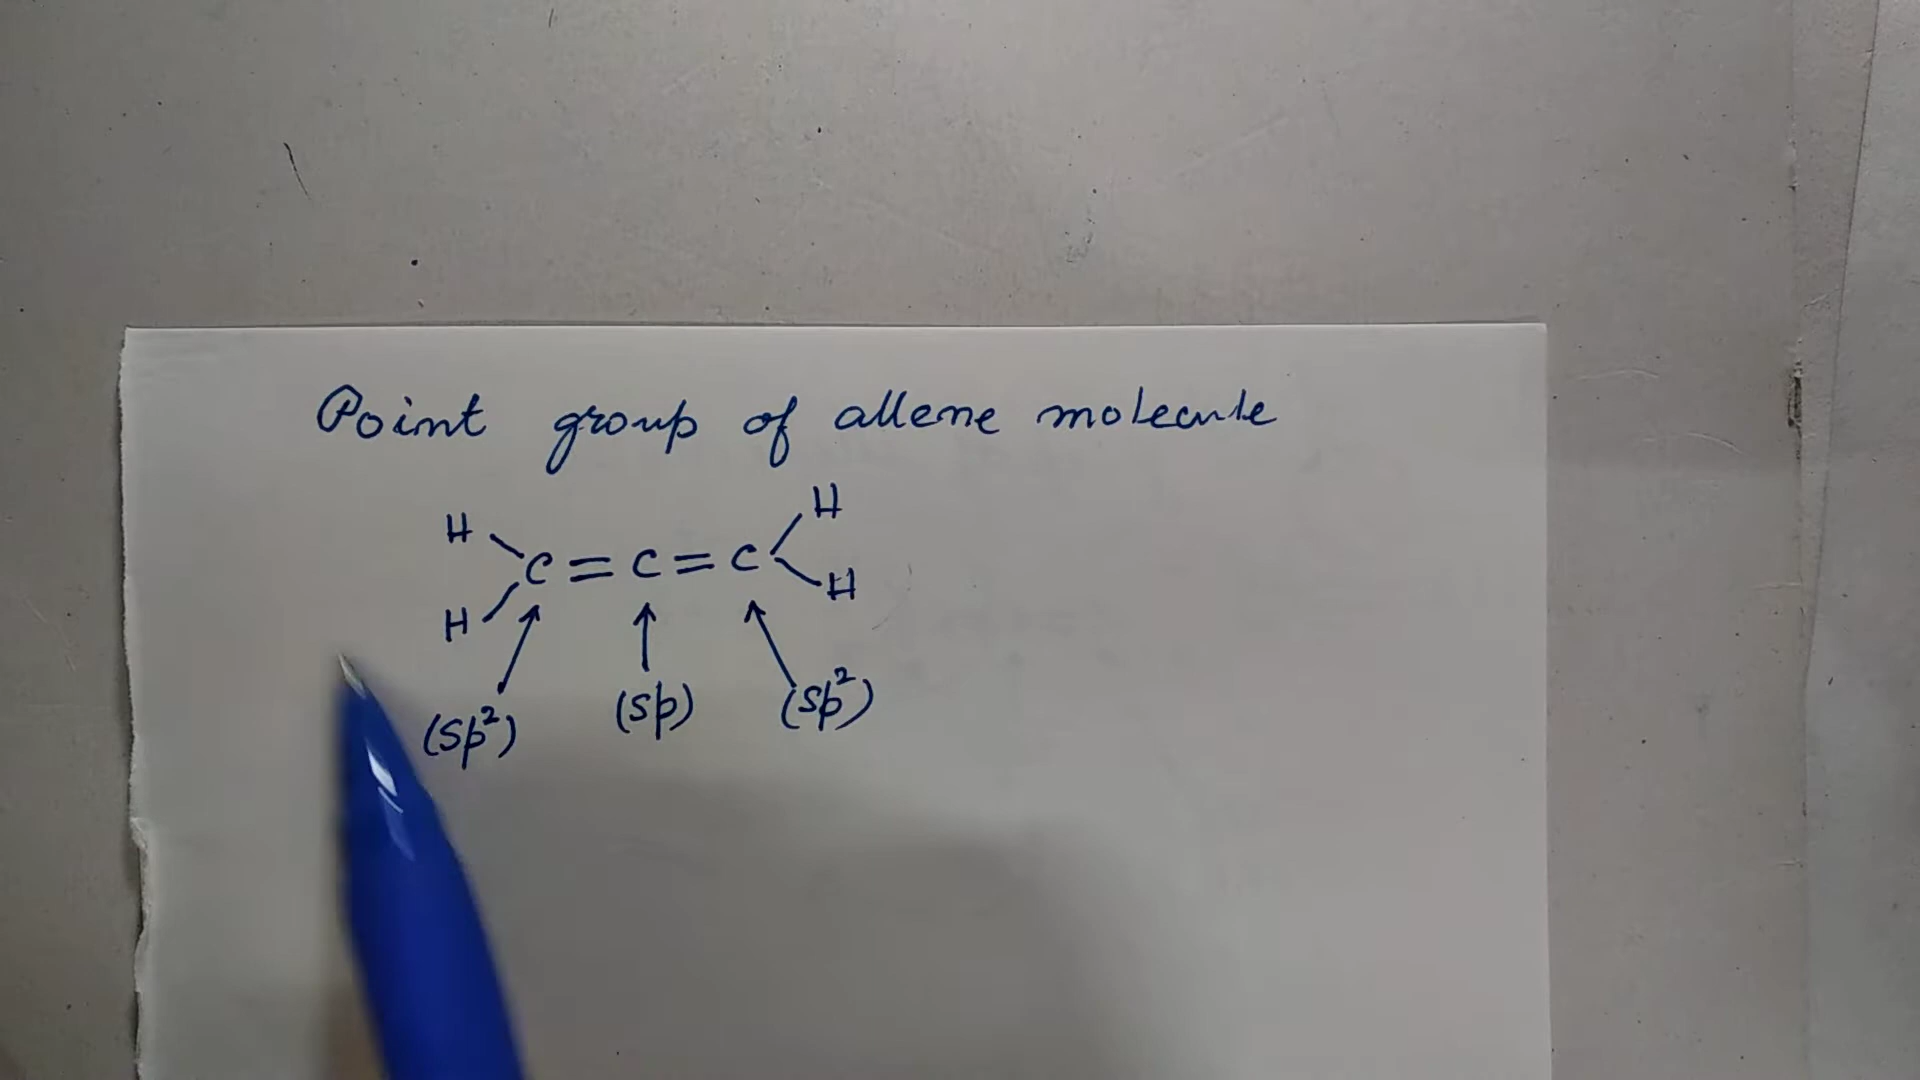 Point group of allene molecule
H H
C = C = C
H H
(sp²) (sp) (sp²)